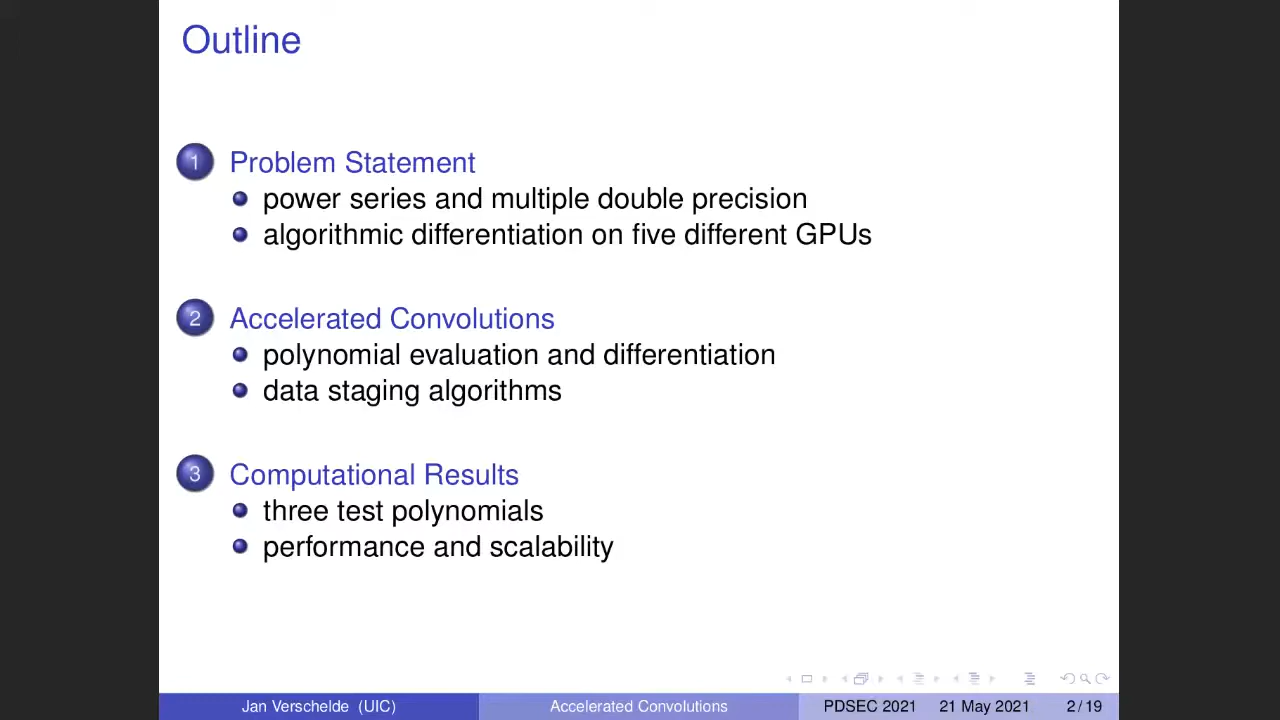 Outline
1 Problem Statement
power series and multiple double precision
algorithmic differentiation on five different GPUs
2 Accelerated Convolutions
polynomial evaluation and differentiation
data staging algorithms
3 Computational Results
three test polynomials
performance and scalability
Jan Verschelde (UIC) Accelerated Convolutions PDSEC 2021 21 May 2021 2 / 19